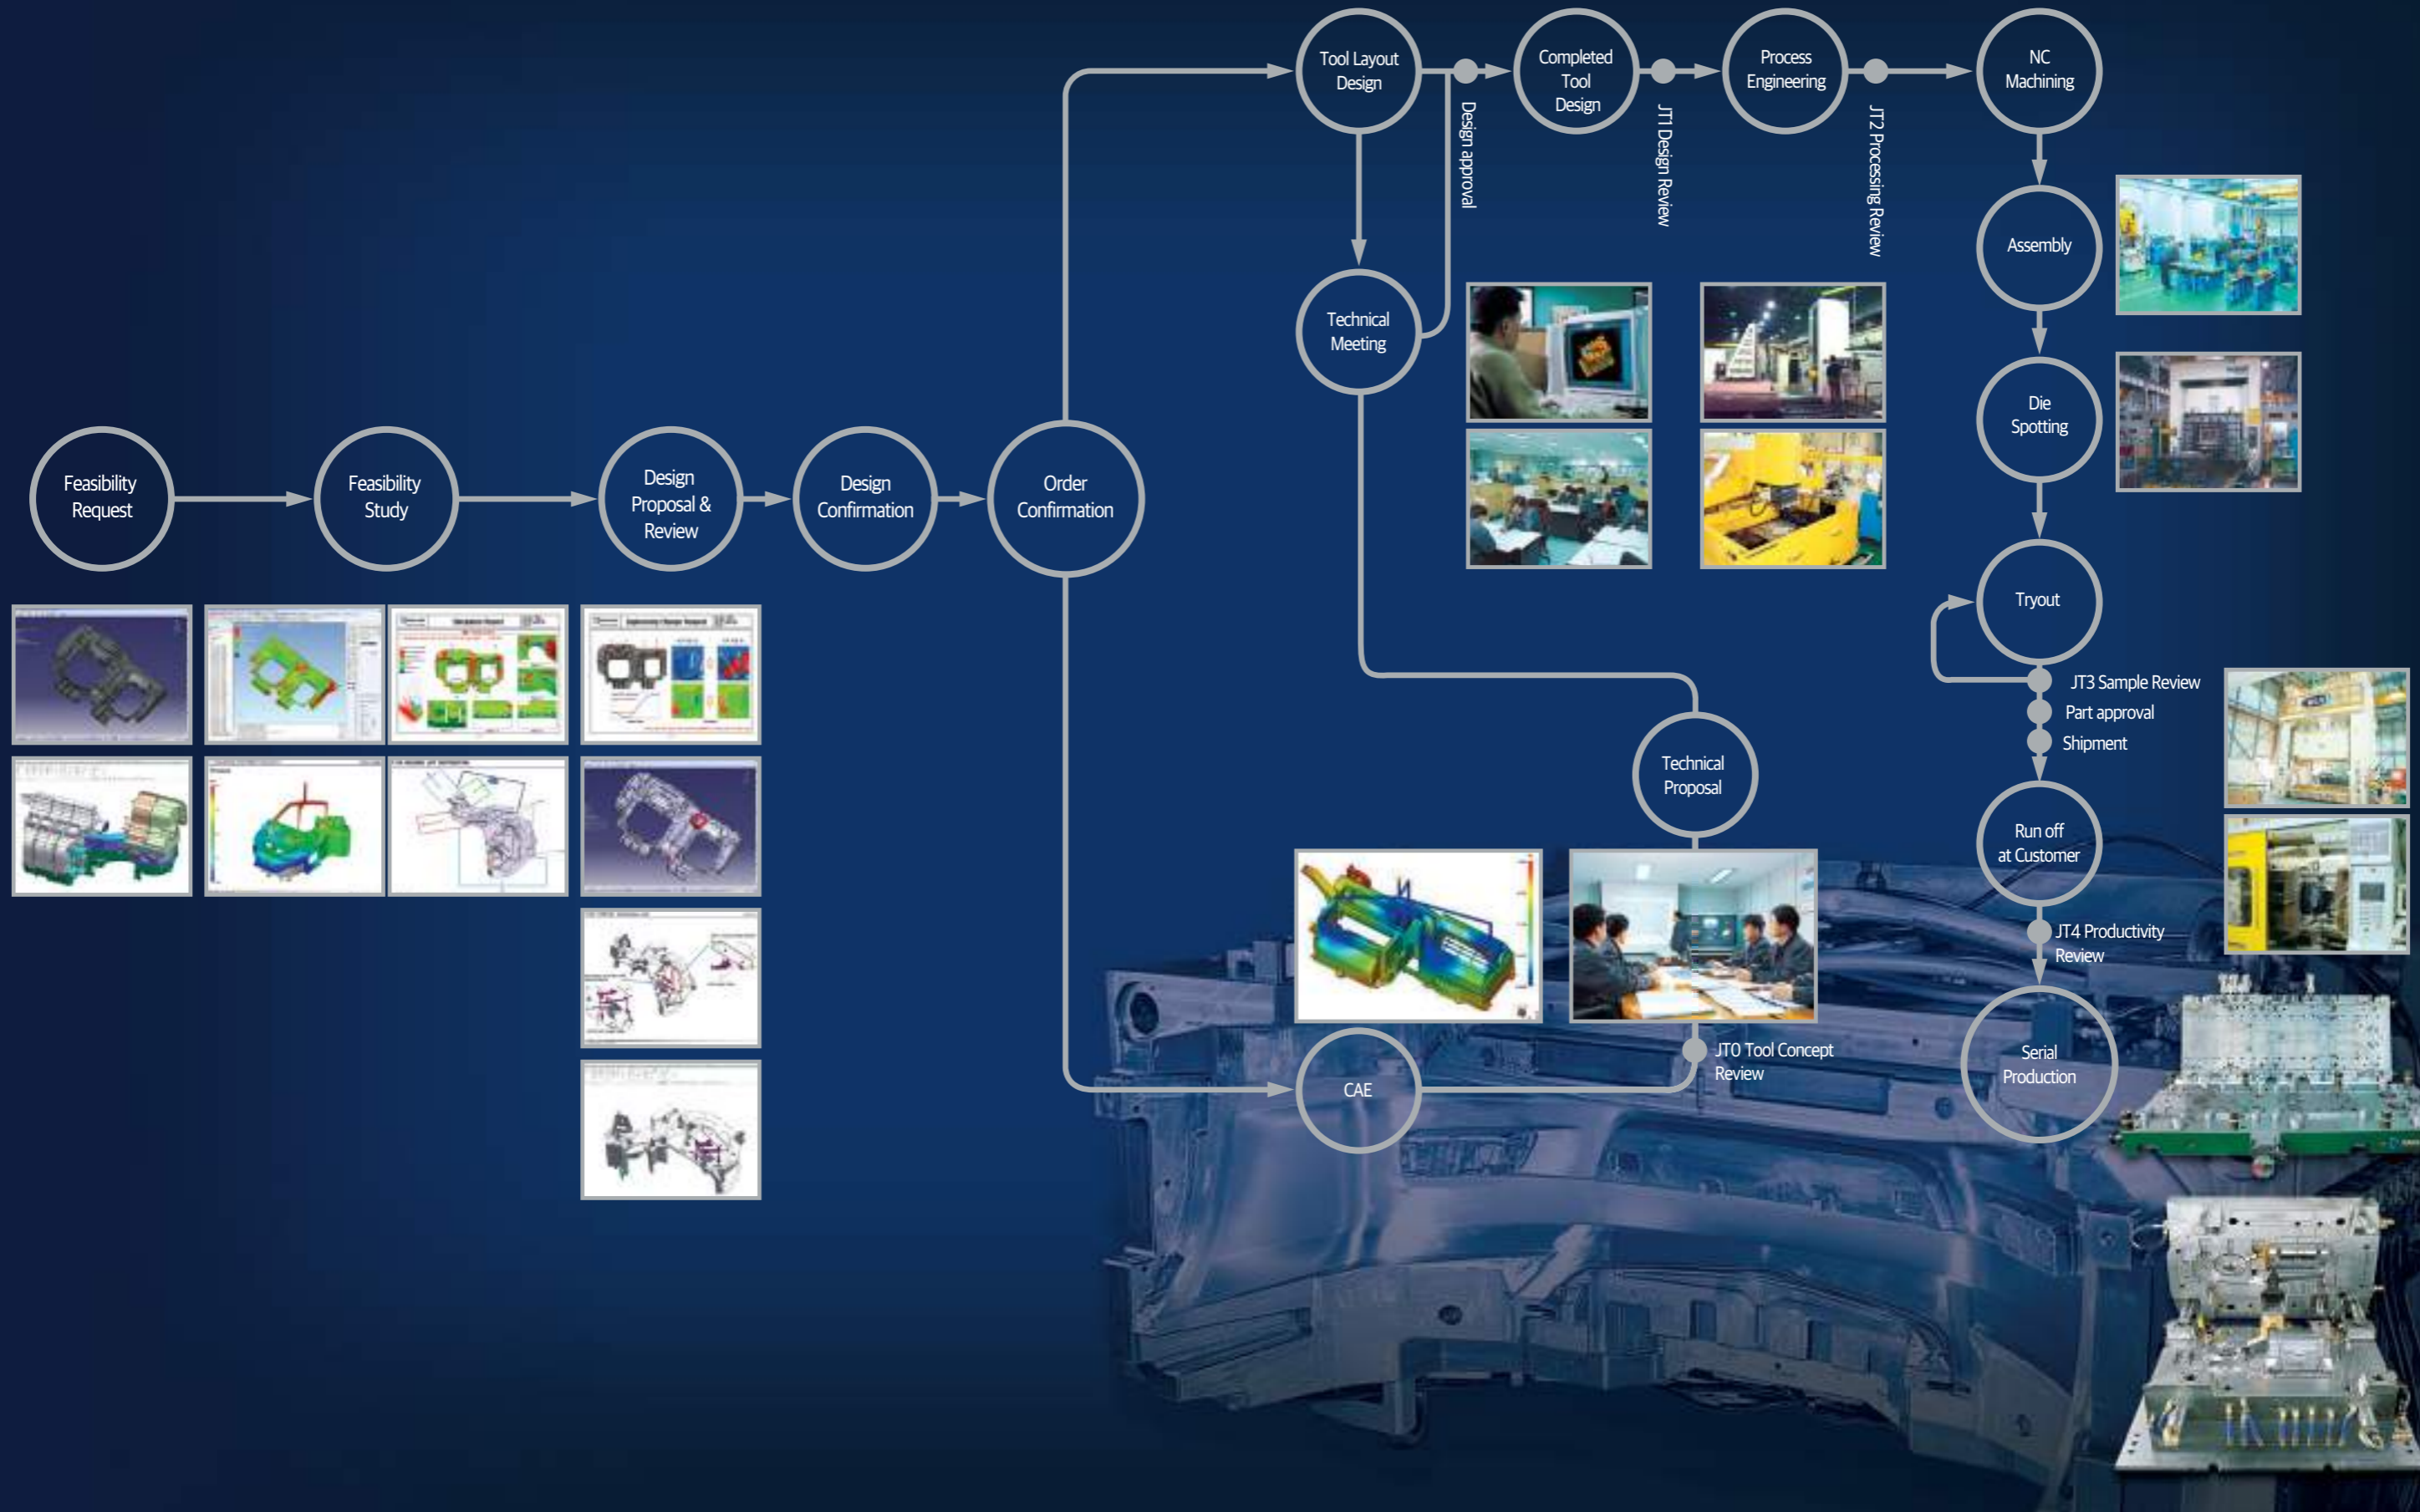 Feasibility
Request
Feasibility
Study
Design
Proposal &
Review
Design
Confirmation
Order
Confirmation
Tool Layout
Design
Design approval
Completed
Tool
Design
JT1 Design Review
Process
Engineering
JT2 Processing Review
NC
Machining
Technical
Meeting
Technical
Proposal
CAE
JT0 Tool Concept
Review
Assembly
Die
Spotting
Tryout
JT3 Sample Review
Part approval
Shipment
Run off
at Customer
JT4 Productivity
Review
Serial
Production